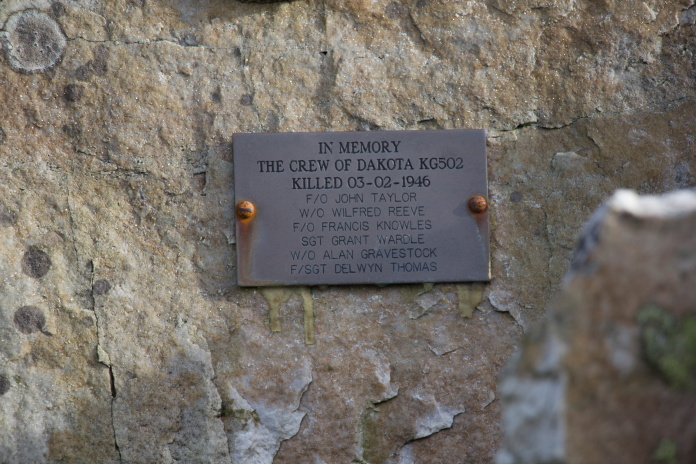 IN MEMORY
THE CREW OF DAKOTA KG502
KILLED 03-02-1946
F/O JOHN TAYLOR
W/O WILFRED REEVE
F/O FRANCIS KNOWLES
SGT GRANT WARDLE
W/O ALAN GRAVESTOCK
F/SGT DELWYN THOMAS